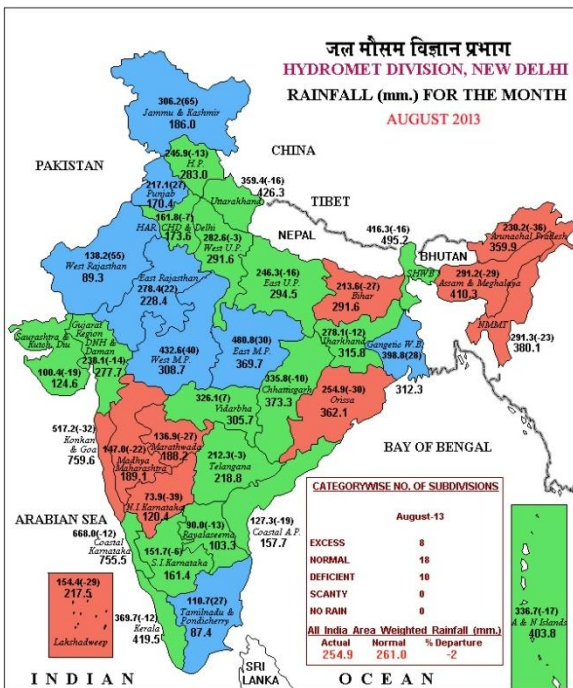 जल मौसम विज्ञान प्रभाग
HYDROMET DIVISION, NEW DELHI
RAINFALL (mm.) FOR THE MONTH
AUGUST 2013
306.2(65)
Jammu & Kashmir
186.0
PAKISTAN
CHINA
TIBET
NEPAL
BHUTAN
245.9(-13)
H.P.
283.0
217.1(27)
Punjab
170.4
359.4(-16)
426.3
Uttarakhand
161.8(-7)
HAR. CHD & Delhi
173.6
282.6(-3)
West U.P.
291.6
138.2(55)
West Rajasthan
89.3
East Rajasthan
278.4(22)
228.4
246.3(-16)
East U.P.
294.5
213.6(-27)
Bihar
291.6
416.3(-16)
495.2
SHWB
230.2(-36)
Arunachal Pradesh
359.9
291.2(-29)
Assam & Meghalaya
410.3
NMMT
291.3(-23)
380.1
Gujarat
Region
DNH &
Daman
238.1(-14)
277.7
Saurashtra &
Kutch, Diu
100.4(-19)
124.6
432.6(40)
West M.P.
308.7
480.8(30)
East M.P.
369.7
278.1(-12)
Jharkhand
315.8
Gangetic W.B.
398.8(28)
312.3
335.8(-10)
Chhattisgarh
373.3
254.9(-30)
Orissa
362.1
326.1(7)
Vidarbha
305.7
517.2(-32)
Konkan
& Goa
759.6
147.0(-22)
Madhya
Maharashtra
189.1
136.9(-27)
Marathwada
188.2
212.3(-3)
Telangana
218.8
BAY OF BENGAL
73.9(-39)
N.I.Karnataka
120.4
ARABIAN SEA
668.0(-12)
Coastal
Karnataka
755.5
90.0(-13)
Rayalaseema
103.3
127.3(-19)
Coastal A.P.
157.7
151.7(-6)
S.I.Karnataka
161.4
154.4(-29)
217.5
Lakshadweep
110.7(27)
Tamilnadu &
Pondicherry
87.4
369.7(-12)
Kerala
419.5
336.7(-17)
A & N Islands
403.8
CATEGORYWISE NO. OF SUBDIVISIONS
August-13
EXCESS 8
NORMAL 18
DEFICIENT 10
SCANTY 0
NO RAIN 0
All India Area Weighted Rainfall (mm.)
Actual Normal % Departure
254.9 261.0 -2
SRI
LANKA
INDIAN OCEAN